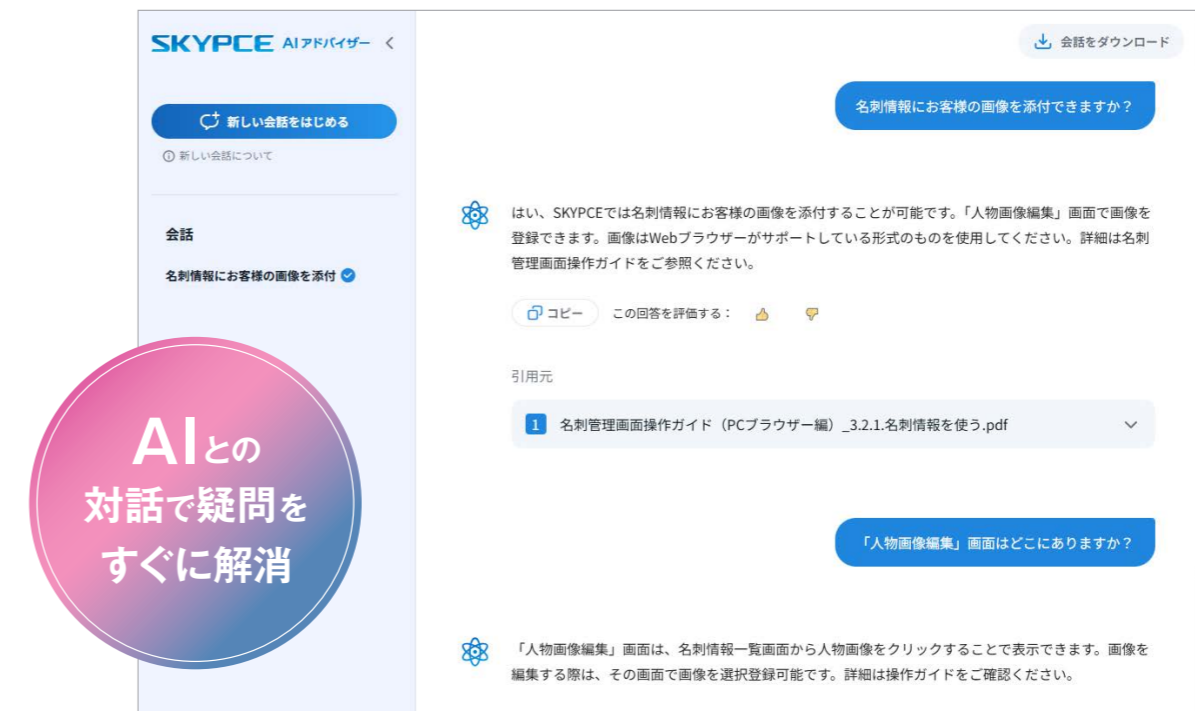 SKYPCE AIアドバイザー
新しい会話をはじめる
新しい会話について
会話
名刺情報にお客様の画像を添付
AIとの
対話で疑問を
すぐに解消
会話をダウンロード
名刺情報にお客様の画像を添付できますか？
はい、SKYPCEでは名刺情報にお客様の画像を添付することが可能です。「人物画像編集」画面で画像を
登録できます。画像はWebブラウザーがサポートしている形式のものを使用してください。詳細は名刺
管理画面操作ガイドをご参照ください。
コピー この回答を評価する：
引用元
1 名刺管理画面操作ガイド（PCブラウザー編）_3.2.1.名刺情報を使う.pdf
「人物画像編集」画面はどこにありますか？
「人物画像編集」画面は、名刺情報一覧画面から人物画像をクリックすることで表示できます。画像を
編集する際は、その画面で画像を選択登録可能です。詳細は操作ガイドをご確認ください。